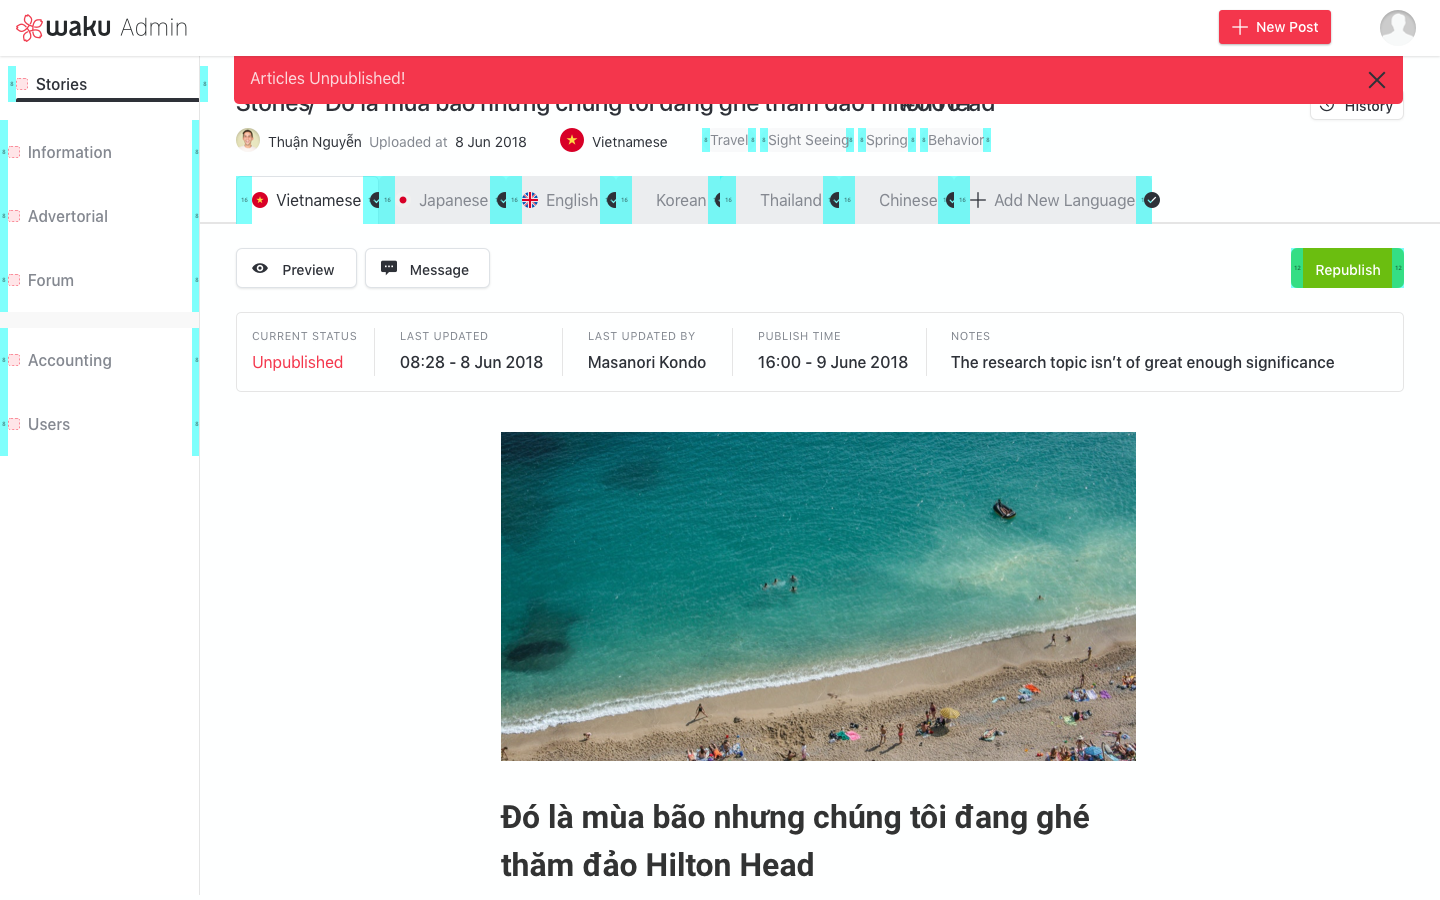 waku Admin
New Post
Stories
Articles Unpublished!
Stories/ Đó là mùa bão nhưng chúng tôi đang ghé thăm đảo Hilton Head
History
Thuận Nguyễn Uploaded at 8 Jun 2018 Vietnamese Travel Sight Seeing Spring Behavior
Information
Vietnamese Japanese English Korean Thailand Chinese Add New Language
Advertorial
Forum
Preview Message Republish
CURRENT STATUS LAST UPDATED LAST UPDATED BY PUBLISH TIME NOTES
Unpublished 08:28 - 8 Jun 2018 Masanori Kondo 16:00 - 9 June 2018 The research topic isn’t of great enough significance
Accounting
Users
Đó là mùa bão nhưng chúng tôi đang ghé
thăm đảo Hilton Head